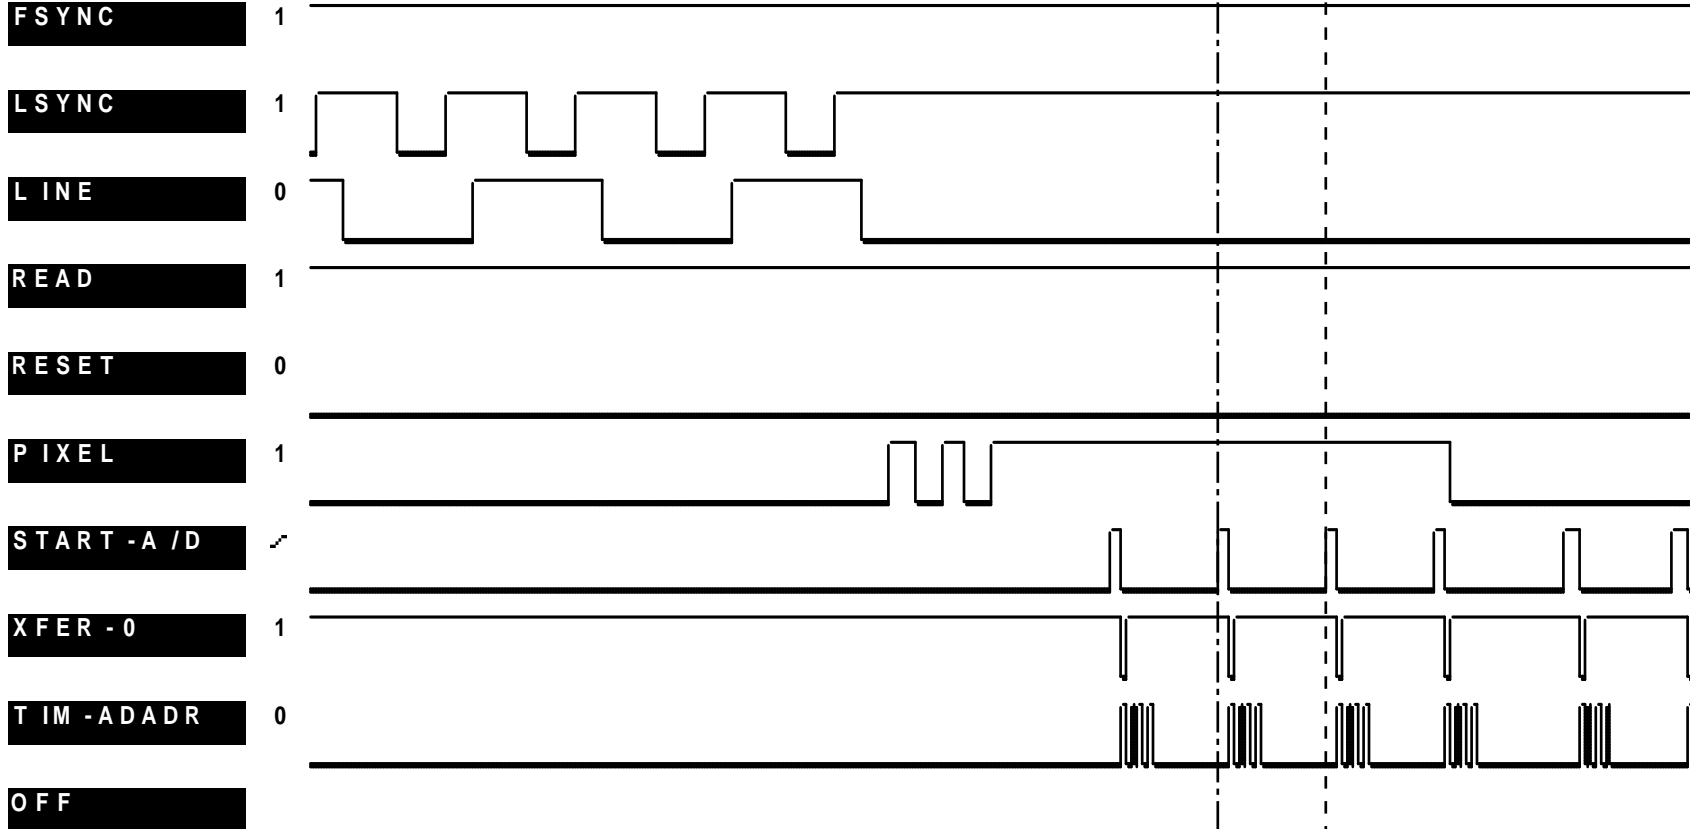 FSYNC 1
LSYNC 1
LINE 0
READ 1
RESET 0
PIXEL 1
START-A/D
XFER-0 1
TIM-ADADR 0
OFF